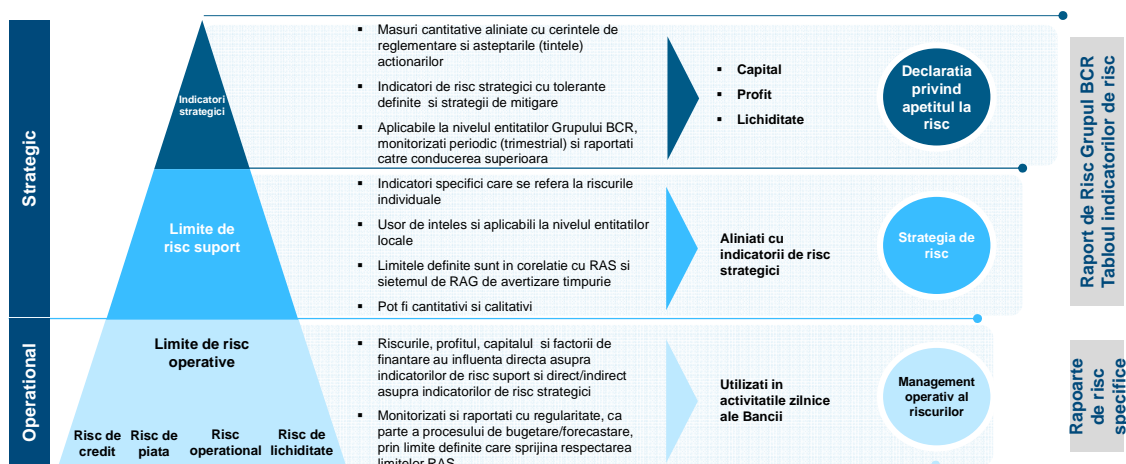 Strategic
Indicatori
strategici
▪ Masuri cantitative aliniate cu cerintele de
reglementare si asteptarile (tintele)
actionarilor
▪ Indicatori de risc strategici cu tolerante
definite si strategii de mitigare
▪ Aplicabile la nivelul entitatilor Grupului BCR,
monitorizati periodic (trimestrial) si raportati
catre conducerea superioara
▪ Capital
▪ Profit
▪ Lichiditate
Declaratia
privind
apetitul la
risc
Raport de Risc Grupul BCR
Tabloul indicatorilor de risc
Limite de
risc suport
▪ Indicatori specifici care se refera la riscurile
individuale
▪ Usor de inteles si aplicabili la nivelul entitatilor
locale
▪ Limitele definite sunt in corelatie cu RAS si
sietemul de RAG de avertizare timpurie
▪ Pot fi cantitativi si calitativi
Aliniati cu
indicatorii de risc
strategici
Strategia de
risc
Operational
Limite de risc
operative
Risc de
credit
Risc de
piata
Risc
operational
Risc de
lichiditate
▪ Riscurile, profitul, capitalul si factorii de
finantare au influenta directa asupra
indicatorilor de risc suport si direct/indirect
asupra indicatorilor de risc strategici
▪ Monitorizati si raportati cu regularitate, ca
parte a procesului de bugetare/forecastare,
prin limite definite care sprijina respectarea
limitelor RAS
Utilizati in
activitatile zilnice
ale Bancii
Management
operativ al
riscurilor
Rapoarte
de risc
specifice